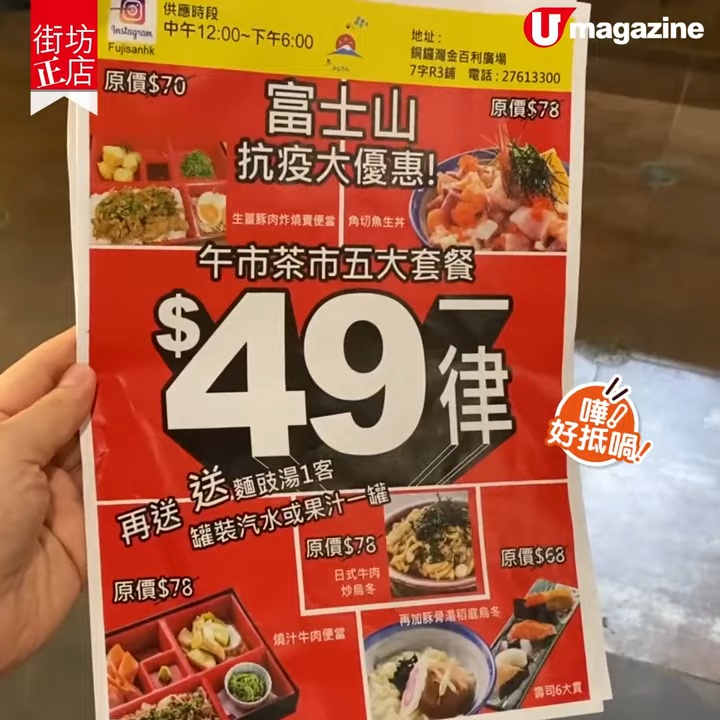 街坊
正店
Instagram
Fujisanhk
供應時段
中午12:00~下午6:00
地址：
銅鑼灣金百利廣場
7字R3鋪　電話：27613300
U magazine
原價$70
富士山
抗疫大優惠!
原價$78
生薑豚肉炸燒賣便當
角切魚生丼
午市茶市五大套餐
$49一律
嘩!
好抵喎!
再送 送麵豉湯1客
罐裝汽水或果汁一罐
原價$78
日式牛肉
炒烏冬
原價$68
原價$78
燒汁牛肉便當
再加豚骨湯稻庭烏冬
壽司6大貫